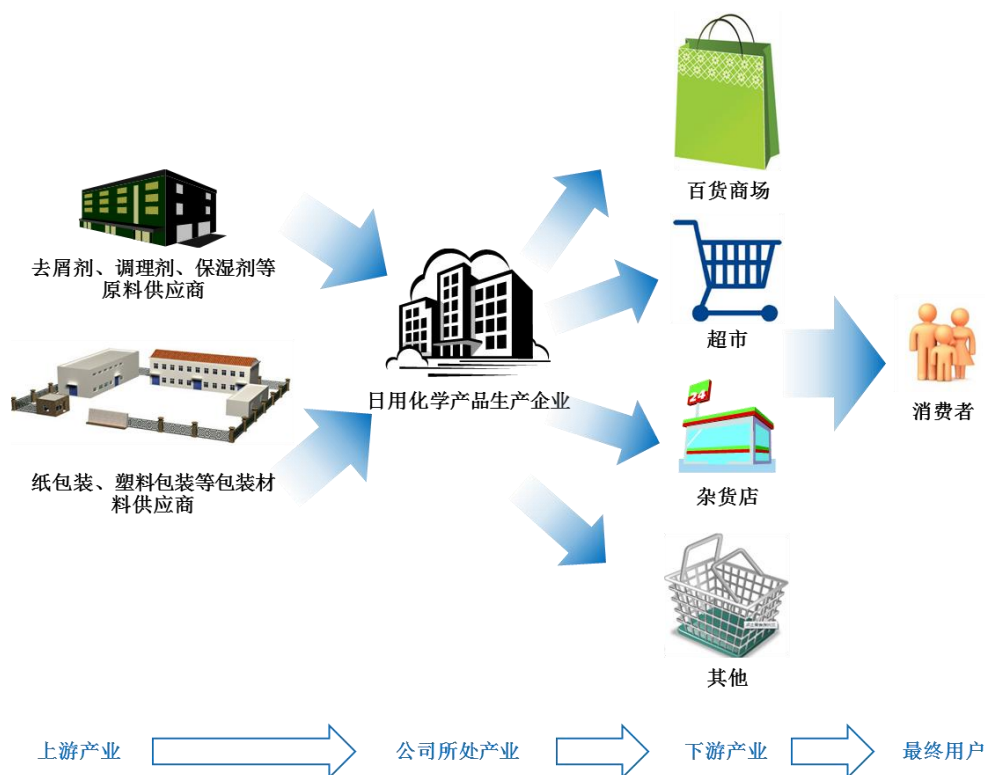 百货商场
去屑剂、调理剂、保湿剂等
原料供应商
超市
日用化学产品生产企业
消费者
24
纸包装、塑料包装等包装材
料供应商
杂货店
其他
上游产业
公司所处产业
下游产业
最终用户